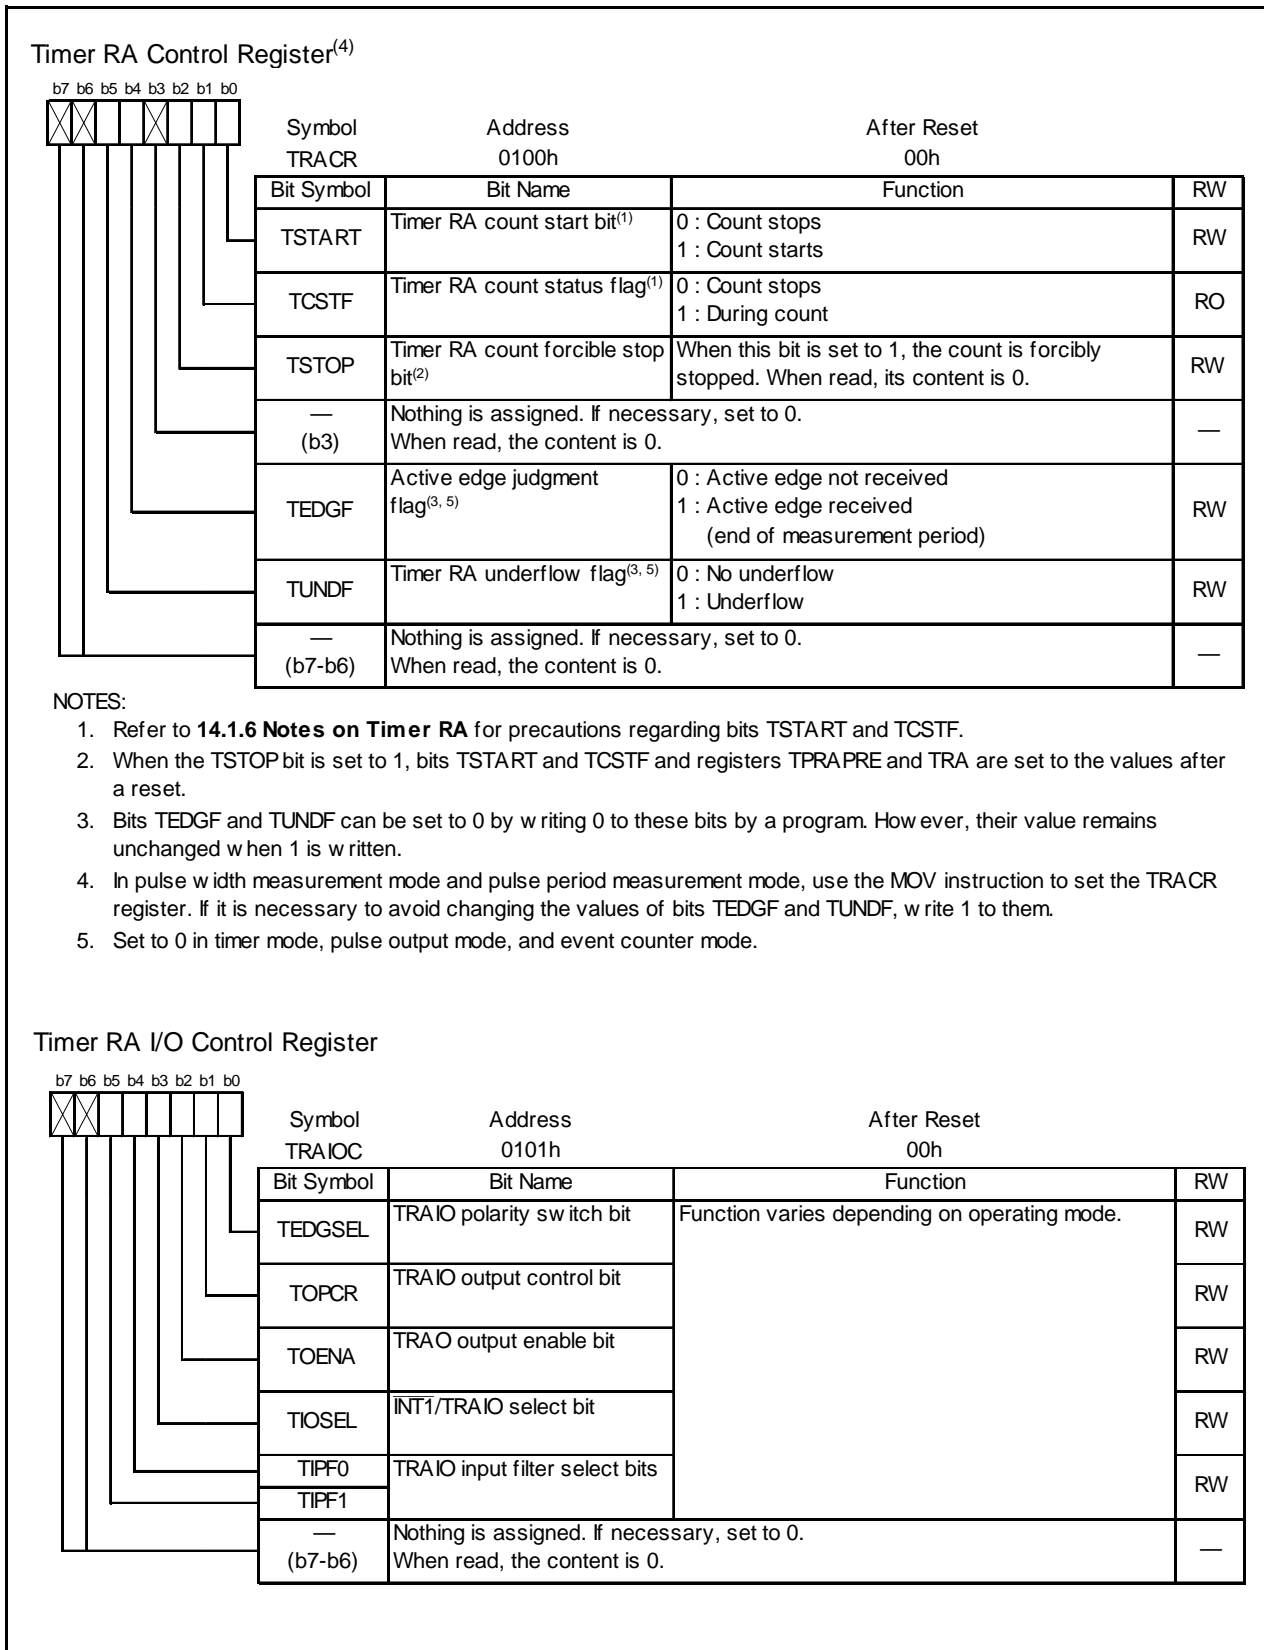 Timer RA Control Register(4)
b7 b6 b5 b4 b3 b2 b1 b0
Symbol Address After Reset
TRACR 0100h 00h
Bit Symbol Bit Name Function RW
TSTART Timer RA count start bit(1) 0 : Count stops RW
1 : Count starts
TCSTF Timer RA count status flag(1) 0 : Count stops RO
1 : During count
TSTOP Timer RA count forcible stop When this bit is set to 1, the count is forcibly RW
bit(2) stopped. When read, its content is 0.
— Nothing is assigned. If necessary, set to 0. —
(b3) When read, the content is 0.
TEDGF Active edge judgment 0 : Active edge not received RW
flag(3, 5) 1 : Active edge received
(end of measurement period)
TUNDF Timer RA underflow flag(3, 5) 0 : No underflow RW
1 : Underflow
— Nothing is assigned. If necessary, set to 0. —
(b7-b6) When read, the content is 0.
NOTES:
1. Refer to 14.1.6 Notes on Timer RA for precautions regarding bits TSTART and TCSTF.
2. When the TSTOP bit is set to 1, bits TSTART and TCSTF and registers TPRAPRE and TRA are set to the values after
a reset.
3. Bits TEDGF and TUNDF can be set to 0 by writing 0 to these bits by a program. However, their value remains
unchanged when 1 is written.
4. In pulse width measurement mode and pulse period measurement mode, use the MOV instruction to set the TRACR
register. If it is necessary to avoid changing the values of bits TEDGF and TUNDF, write 1 to them.
5. Set to 0 in timer mode, pulse output mode, and event counter mode.
Timer RA I/O Control Register
b7 b6 b5 b4 b3 b2 b1 b0
Symbol Address After Reset
TRAIOC 0101h 00h
Bit Symbol Bit Name Function RW
TEDGSEL TRAIO polarity switch bit Function varies depending on operating mode. RW
TOPCR TRAIO output control bit RW
TOENA TRAO output enable bit RW
TIOSEL INT1/TRAIO select bit RW
TIPF0 TRAIO input filter select bits RW
TIPF1
— Nothing is assigned. If necessary, set to 0. —
(b7-b6) When read, the content is 0.